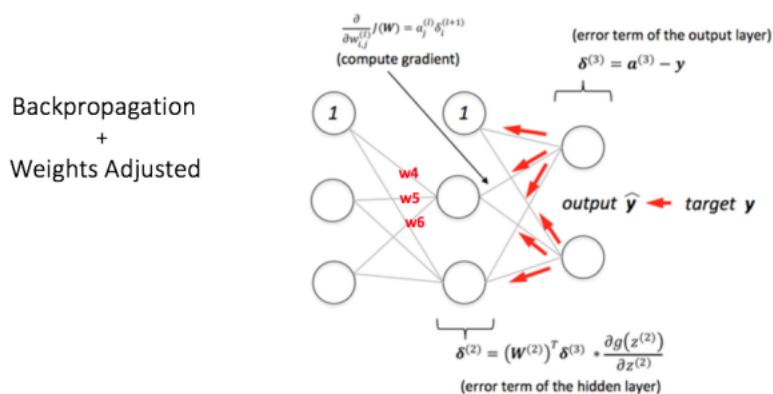 Backpropagation
+
Weights Adjusted
∂/∂w_{i,j}^{(l)} J(W) = a_j^{(l)} δ_i^{(l+1)}
(compute gradient)
(error term of the output layer)
δ^{(3)} = a^{(3)} − y
1
1
w4
w5
w6
output ŷ
target y
δ^{(2)} = (W^{(2)})^T δ^{(3)} * ∂g(z^{(2)})/∂z^{(2)}
(error term of the hidden layer)